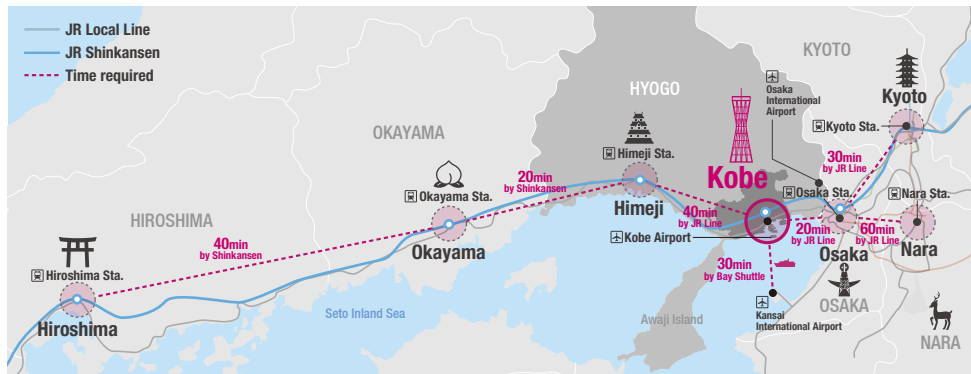 JR Local Line
JR Shinkansen
Time required
KYOTO
HYOGO
OKAYAMA
HIROSHIMA
Osaka
International
Airport
Kyoto
Kyoto Sta.
30min
by JR Line
Himeji Sta.
Himeji
20min
by Shinkansen
Okayama Sta.
Okayama
40min
by Shinkansen
Hiroshima Sta.
Hiroshima
Kobe
40min
by JR Line
Kobe Airport
Osaka Sta.
Osaka
20min
by JR Line
60min
by JR Line
Nara Sta.
Nara
30min
by Bay Shuttle
Kansai
International Airport
Seto Inland Sea
Awaji Island
OSAKA
NARA